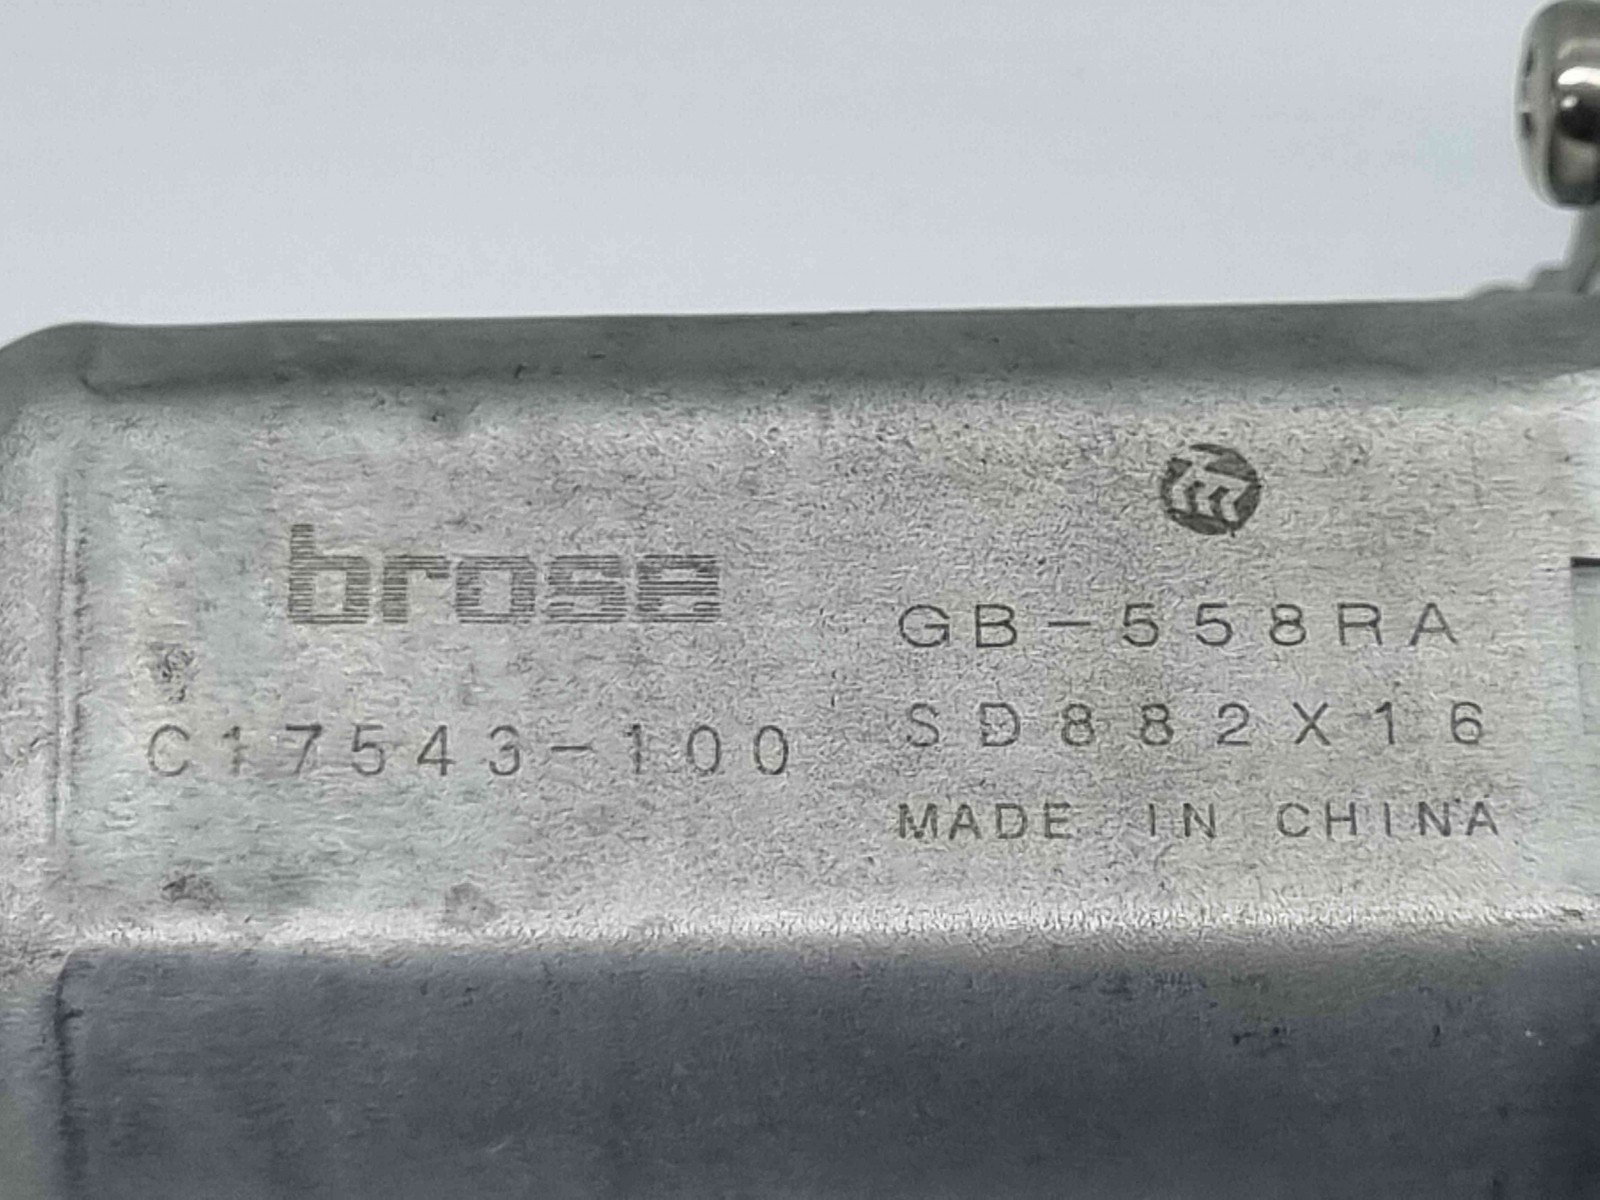 brose
C17543-100
GB-558RA
SD882X16
MADE IN CHINA